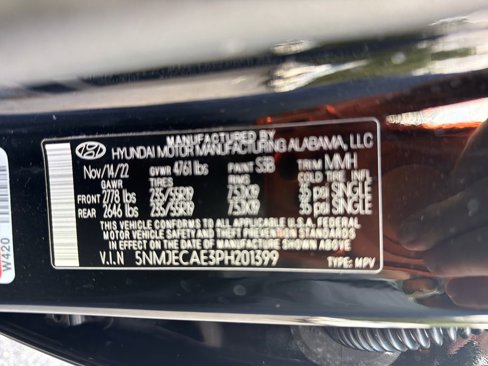 MANUFACTURED BY
HYUNDAI MOTOR MANUFACTURING ALABAMA, LLC
Nov/14/22 GVWR 4761 lbs PAINT S3B TRIM MMH
GAWR TIRES RIMS COLD TIRE INFL.
FRONT 2778 lbs 235/55R19 7.5JX19 35 psi SINGLE
REAR 2646 lbs 235/55R19 7.5JX19 35 psi SINGLE
THIS VEHICLE CONFORMS TO ALL APPLICABLE U.S. FEDERAL
MOTOR VEHICLE SAFETY AND THEFT PREVENTION STANDARDS
IN EFFECT ON THE DATE OF MANUFACTURE SHOWN ABOVE.
V.I.N 5NMJECAE3PH201399 TYPE: MPV
W420